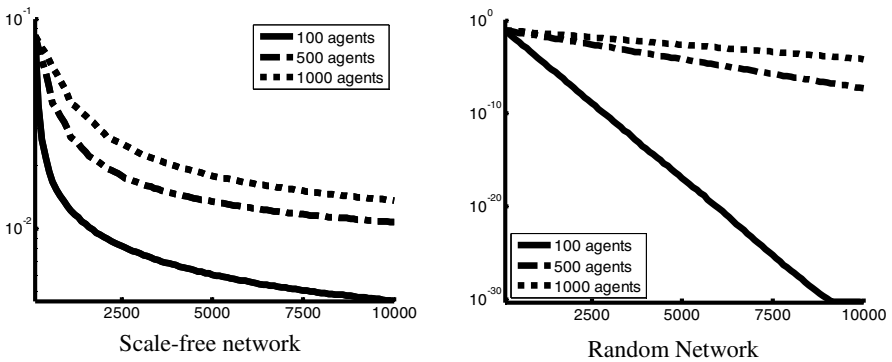 10^-1
10^-2
100 agents
500 agents
1000 agents
2500 5000 7500 10000
Scale-free network
10^0
10^-10
10^-20
10^-30
100 agents
500 agents
1000 agents
2500 5000 7500 10000
Random Network